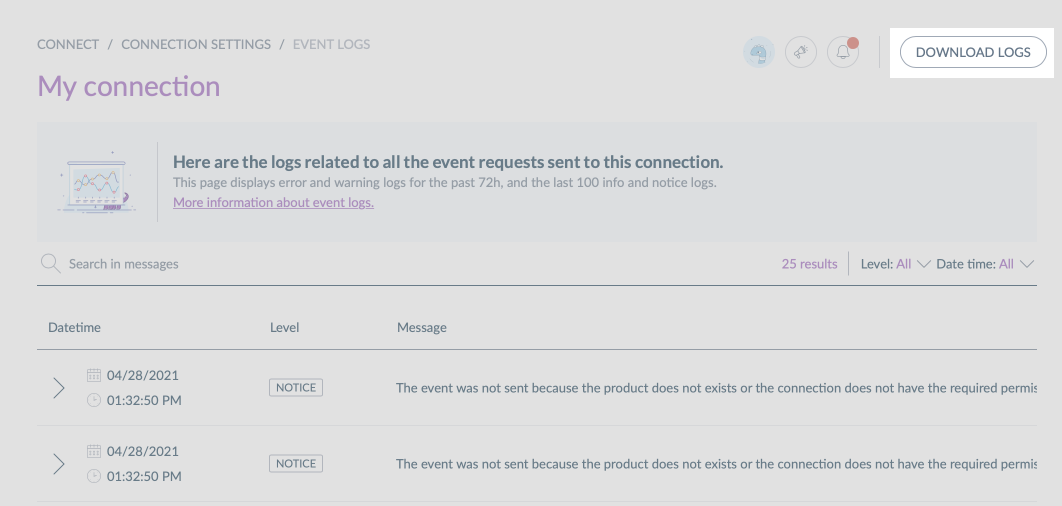 CONNECT / CONNECTION SETTINGS / EVENT LOGS
DOWNLOAD LOGS
My connection
Here are the logs related to all the event requests sent to this connection.
This page displays error and warning logs for the past 72h, and the last 100 info and notice logs.
More information about event logs.
Search in messages
25 results
Level: All
Date time: All
Datetime Level Message
04/28/2021
01:32:50 PM
NOTICE
The event was not sent because the product does not exists or the connection does not have the required permis
04/28/2021
01:32:50 PM
NOTICE
The event was not sent because the product does not exists or the connection does not have the required permis